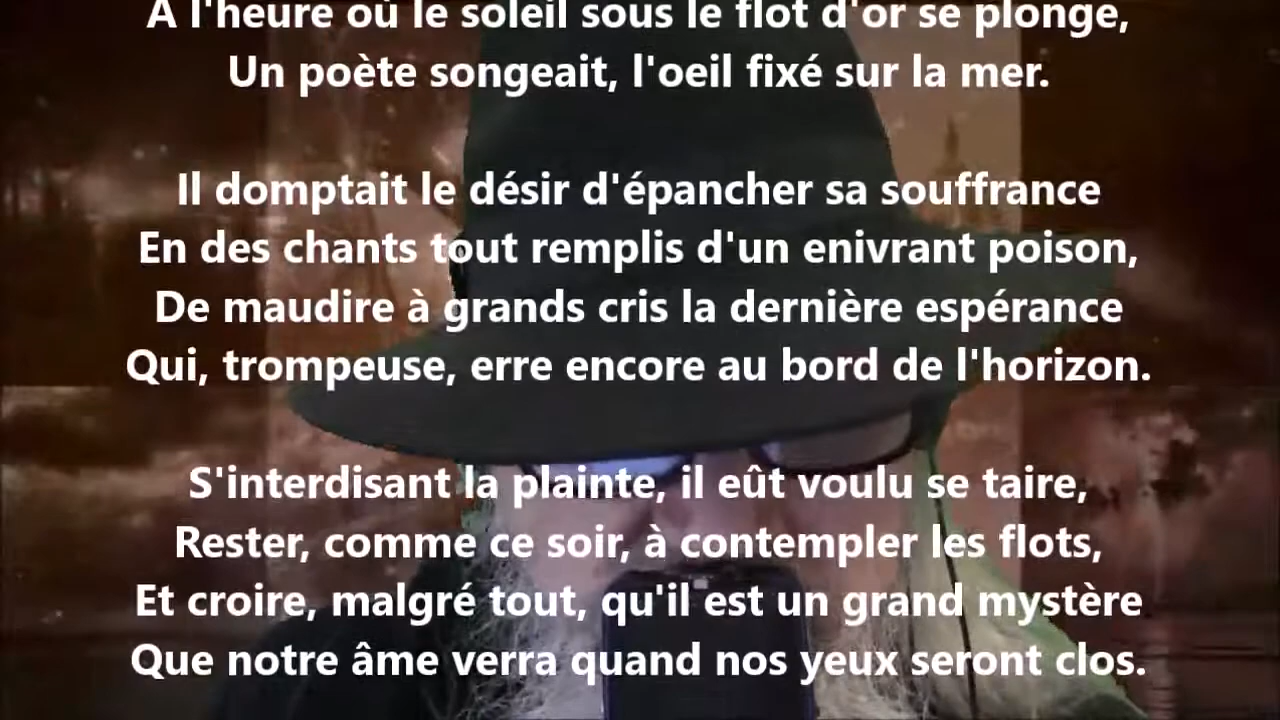 A l'heure où le soleil sous le flot d'or se plonge,
Un poète songeait, l'oeil fixé sur la mer.
Il domptait le désir d'épancher sa souffrance
En des chants tout remplis d'un enivrant poison,
De maudire à grands cris la dernière espérance
Qui, trompeuse, erre encore au bord de l'horizon.
S'interdisant la plainte, il eût voulu se taire,
Rester, comme ce soir, à contempler les flots,
Et croire, malgré tout, qu'il est un grand mystère
Que notre âme verra quand nos yeux seront clos.